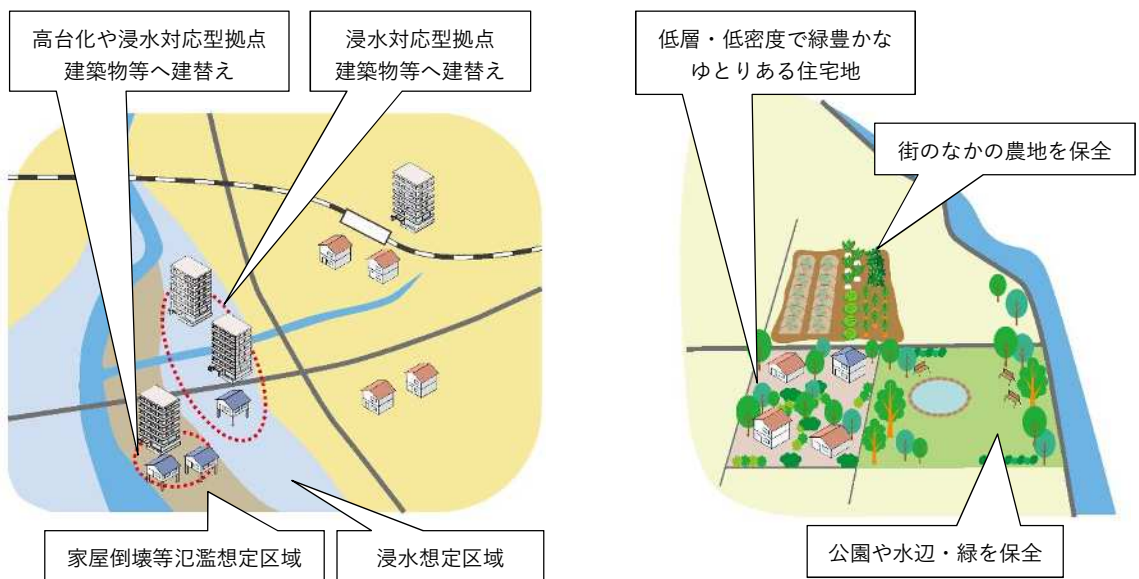 高台化や浸水対応型拠点
建築物等へ建替え
浸水対応型拠点
建築物等へ建替え
家屋倒壊等氾濫想定区域
浸水想定区域
低層・低密度で緑豊かな
ゆとりある住宅地
街のなかの農地を保全
公園や水辺・緑を保全